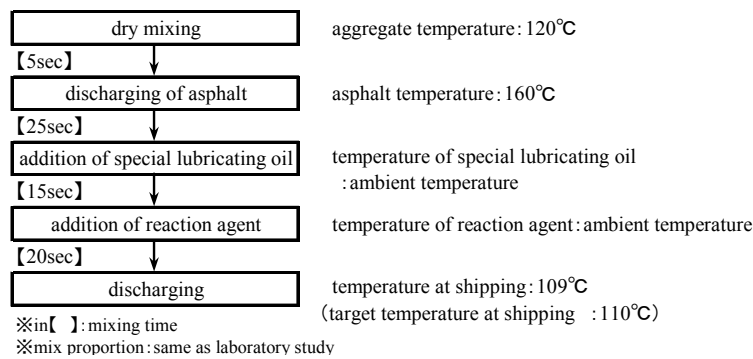 dry mixing
aggregate temperature:120℃
【5sec】
discharging of asphalt
asphalt temperature:160℃
【25sec】
addition of special lubricating oil
temperature of special lubricating oil
:ambient temperature
【15sec】
addition of reaction agent
temperature of reaction agent:ambient temperature
【20sec】
discharging
temperature at shipping:109℃
(target temperature at shipping :110℃)
※in【 】:mixing time
※mix proportion:same as laboratory study